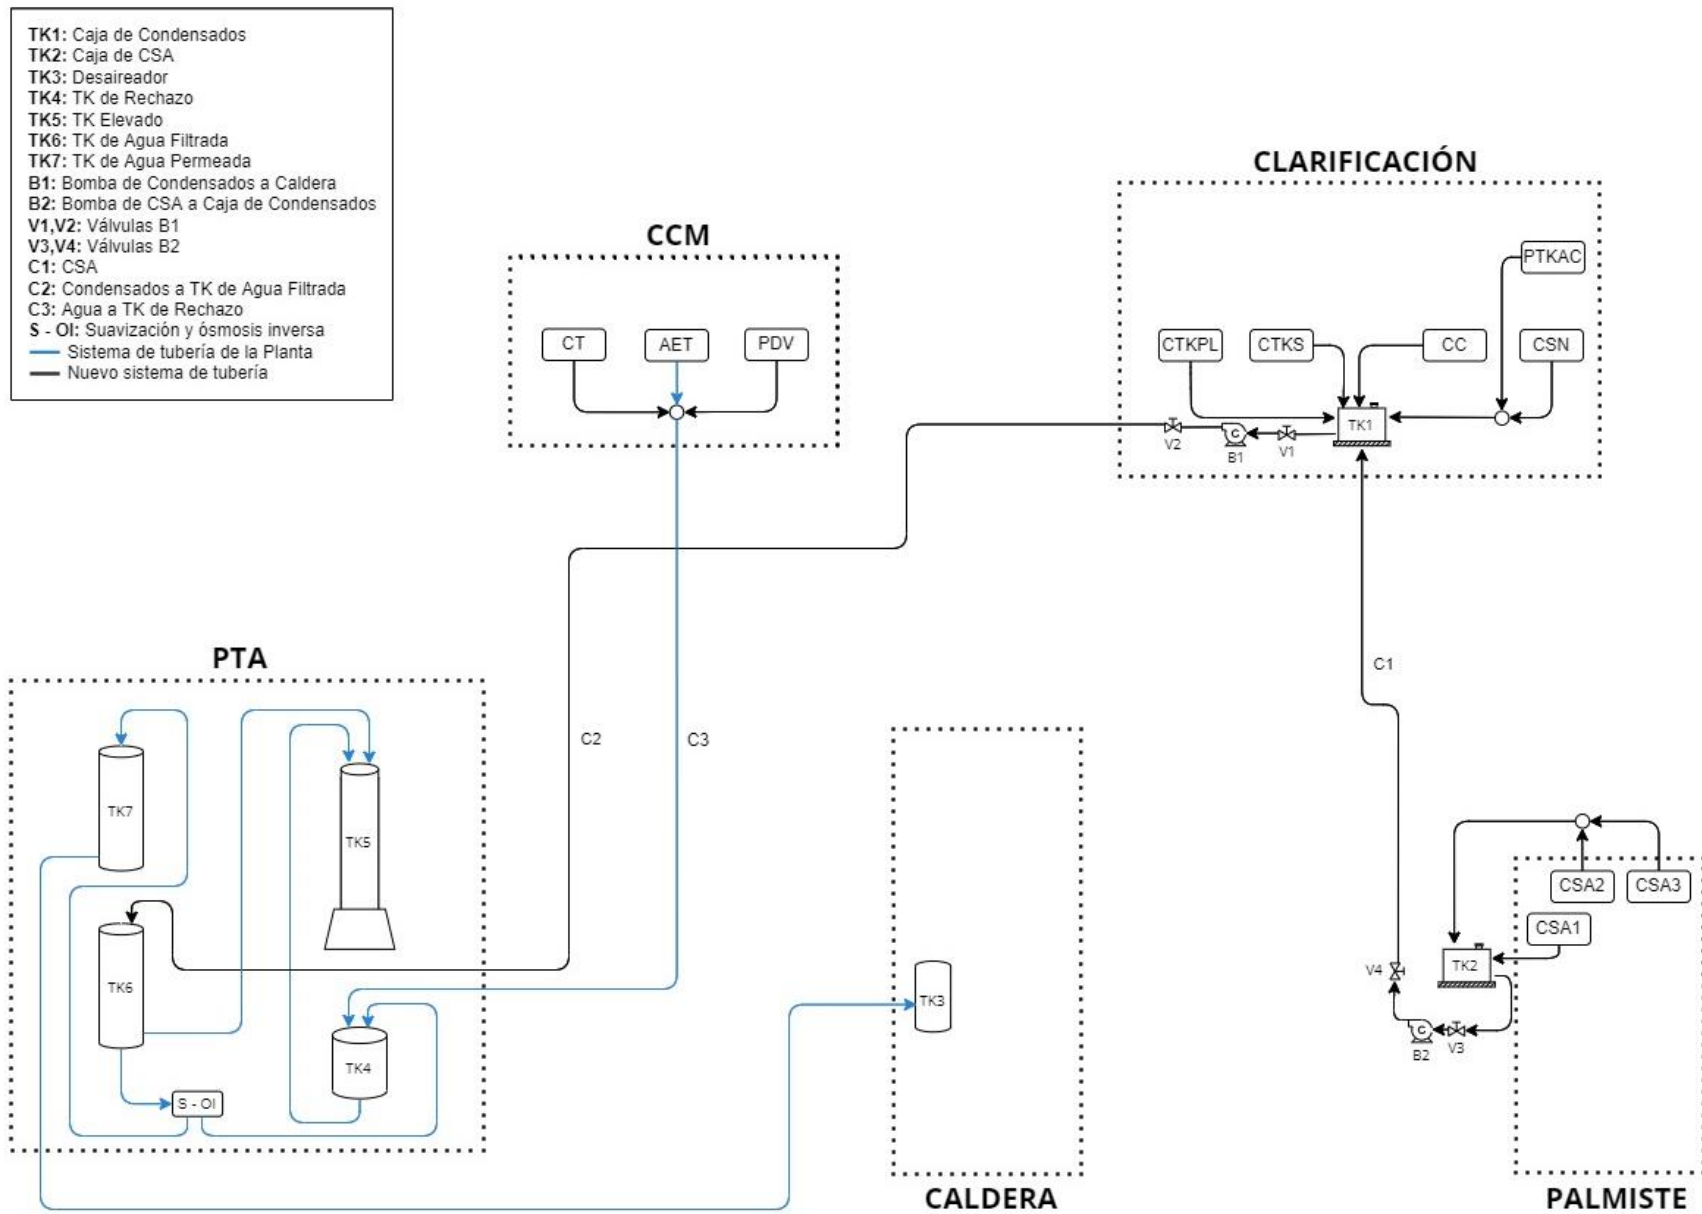 TK1: Caja de Condensados
TK2: Caja de CSA
TK3: Desaireador
TK4: TK de Rechazo
TK5: TK Elevado
TK6: TK de Agua Filtrada
TK7: TK de Agua Permeada
B1: Bomba de Condensados a Caldera
B2: Bomba de CSA a Caja de Condensados
V1,V2: Válvulas B1
V3,V4: Válvulas B2
C1: CSA
C2: Condensados a TK de Agua Filtrada
C3: Agua a TK de Rechazo
S - OI: Suavización y ósmosis inversa
Sistema de tubería de la Planta
Nuevo sistema de tubería
CLARIFICACIÓN
PTKAC
CTKPL
CTKS
CC
CSN
TK1
V2
B1
C
V1
CCM
CT
AET
PDV
C1
C2
C3
PTA
TK7
TK5
TK6
TK4
S - OI
TK3
CALDERA
CSA2
CSA3
CSA1
TK2
V4
C
B2
V3
PALMISTE